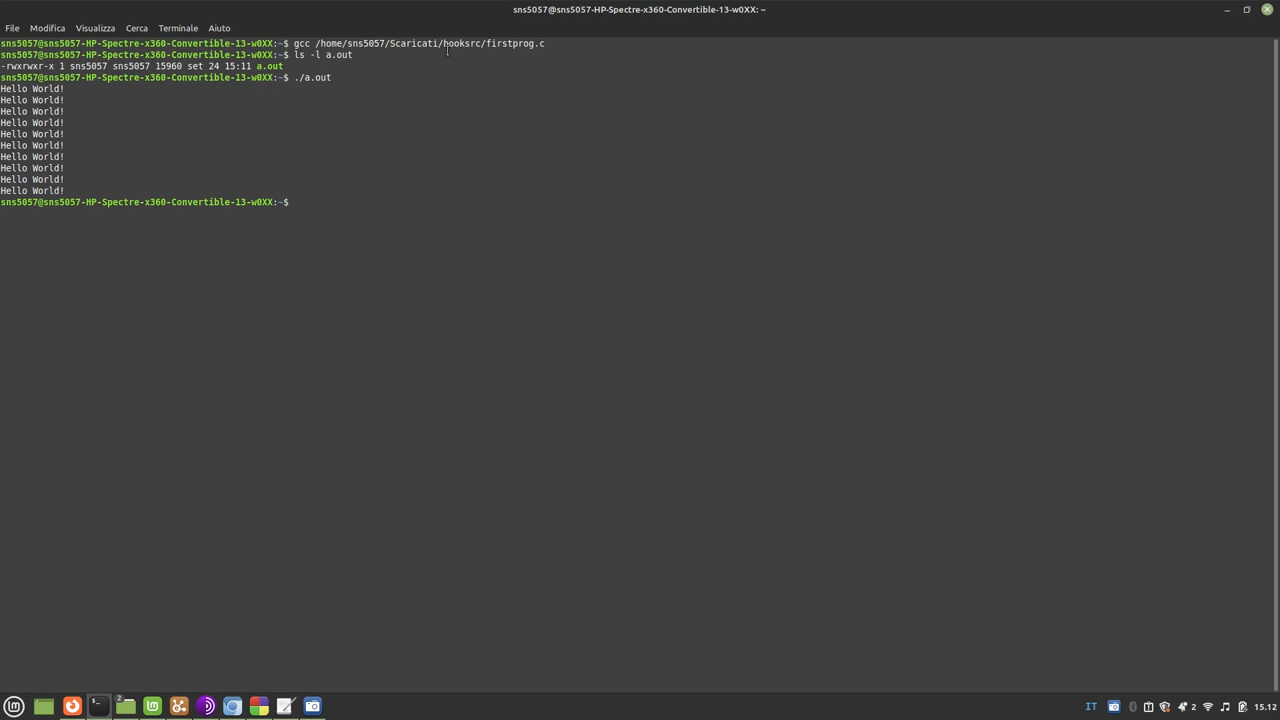 sns5057@sns5057-HP-Spectre-x360-Convertible-13-w0XX: ~
File Modifica Visualizza Cerca Terminale Aiuto
sns5057@sns5057-HP-Spectre-x360-Convertible-13-w0XX:~$ gcc /home/sns5057/Scaricati/booksrc/firstprog.c
sns5057@sns5057-HP-Spectre-x360-Convertible-13-w0XX:~$ ls -l a.out
-rwxrwxr-x 1 sns5057 sns5057 15960 set 24 15:11 a.out
sns5057@sns5057-HP-Spectre-x360-Convertible-13-w0XX:~$ ./a.out
Hello World!
Hello World!
Hello World!
Hello World!
Hello World!
Hello World!
Hello World!
Hello World!
Hello World!
Hello World!
sns5057@sns5057-HP-Spectre-x360-Convertible-13-w0XX:~$
2 IT 2 15.12